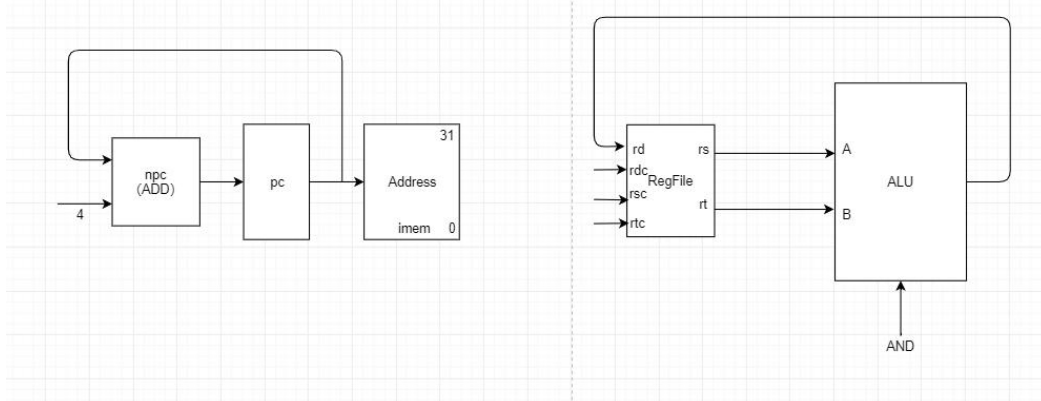 npc
(ADD)
4
pc
31
Address
imem 0
rd
rdc
rsc
rtc
RegFile
rs
rt
A
B
ALU
AND